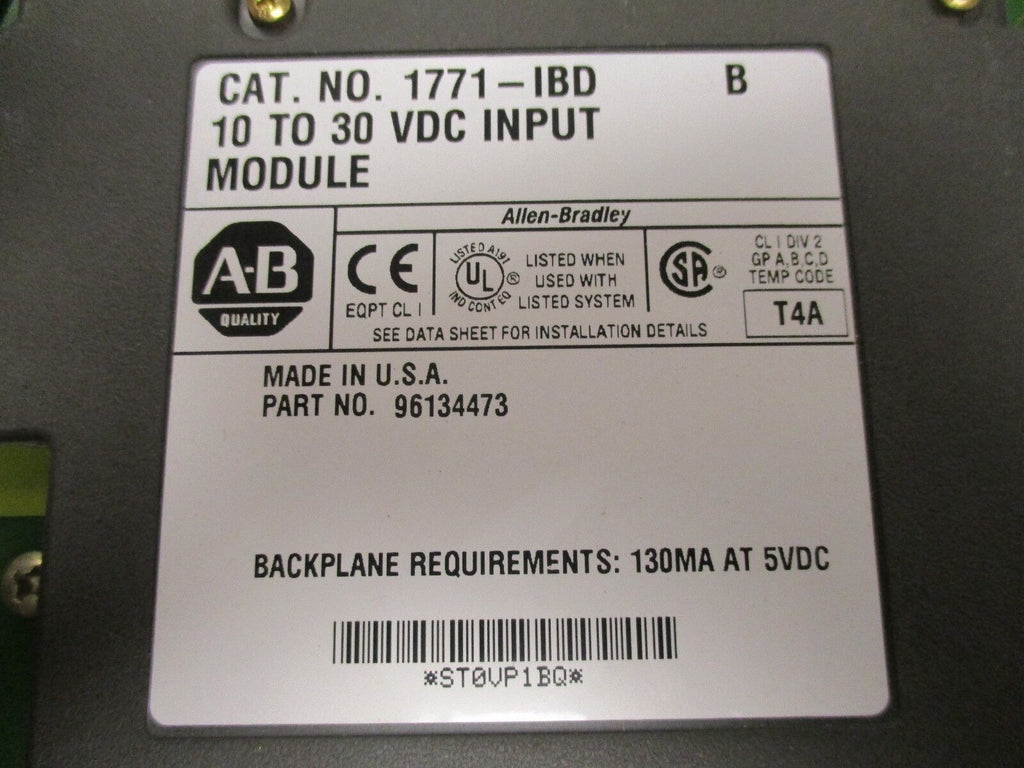 CAT. NO. 1771-IBD B
10 TO 30 VDC INPUT
MODULE
Allen-Bradley
A-B
QUALITY
CE
EQPT CL I
LISTED A191
UL ®
IND CONT EQ
LISTED WHEN
USED WITH
LISTED SYSTEM
SA ®
CL I DIV 2
GP A,B,C,D
TEMP CODE
T4A
SEE DATA SHEET FOR INSTALLATION DETAILS
MADE IN U.S.A.
PART NO. 96134473
BACKPLANE REQUIREMENTS: 130MA AT 5VDC
*ST0VP1BQ*